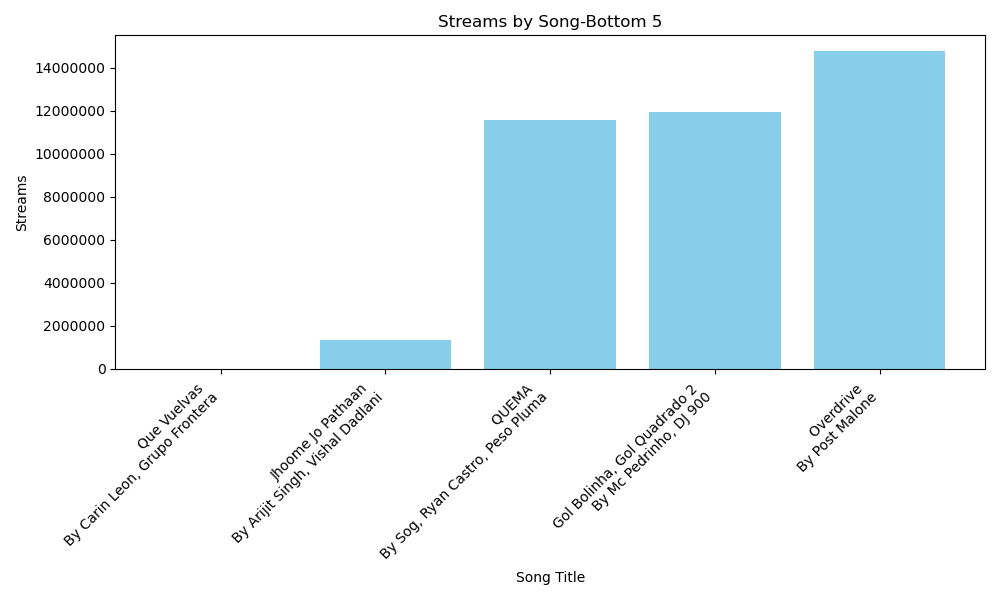 Streams by Song-Bottom 5
Streams
14000000
12000000
10000000
8000000
6000000
4000000
2000000
0
Que Vuelvas
By Carin Leon, Grupo Frontera
Jhoome Jo Pathaan
By Arijit Singh, Vishal Dadlani
QUEMA
By Sog, Ryan Castro, Peso Pluma
Gol Bolinha, Gol Quadrado 2
By Mc Pedrinho, DJ 900
Overdrive
By Post Malone
Song Title